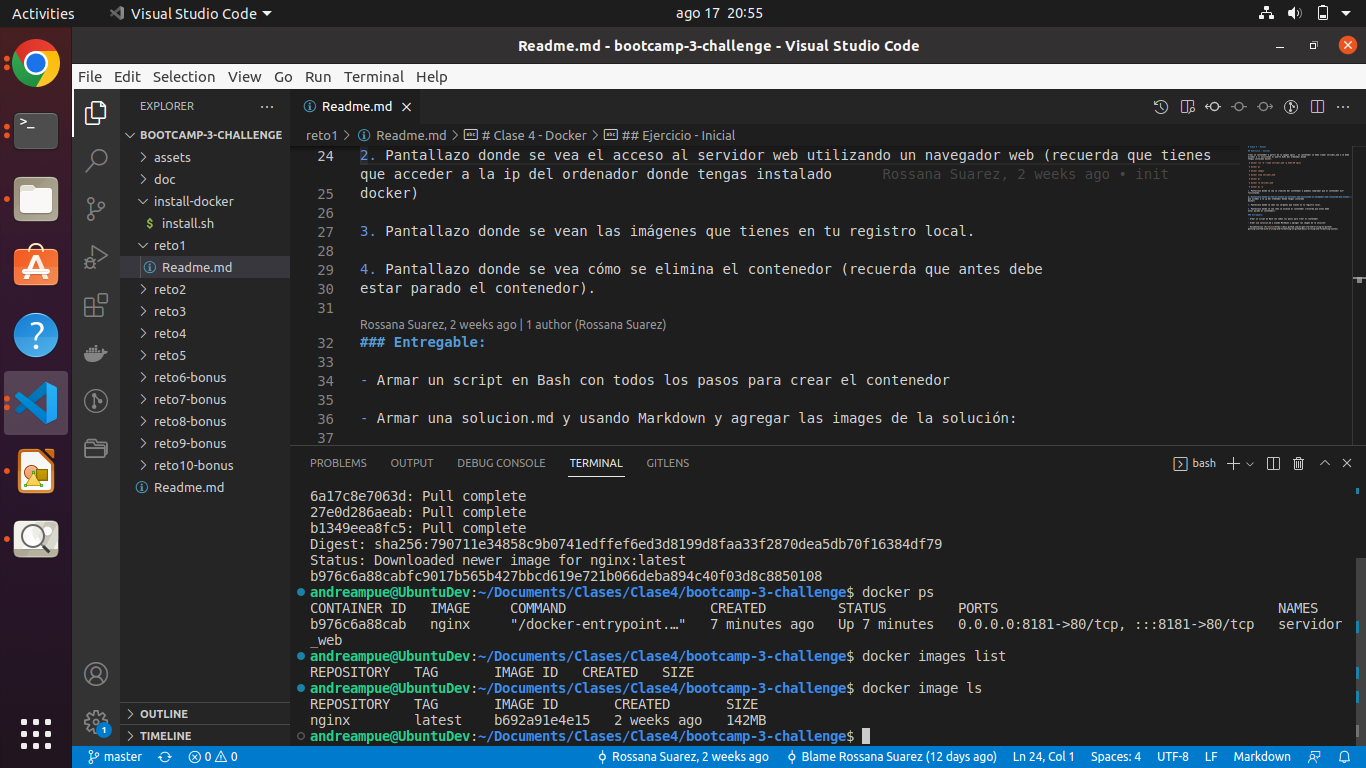 Activities
Visual Studio Code
ago 17 20:55
Readme.md - bootcamp-3-challenge - Visual Studio Code
File Edit Selection View Go Run Terminal Help
EXPLORER
BOOTCAMP-3-CHALLENGE
assets
doc
install-docker
$ install.sh
reto1
Readme.md
reto2
reto3
reto4
reto5
reto6-bonus
reto7-bonus
reto8-bonus
reto9-bonus
reto10-bonus
Readme.md
OUTLINE
TIMELINE
1
Readme.md
reto1 > Readme.md > # Clase 4 - Docker > ## Ejercicio - Inicial
24 2. Pantallazo donde se vea el acceso al servidor web utilizando un navegador web (recuerda que tienes
que acceder a la ip del ordenador donde tengas instalado Rossana Suarez, 2 weeks ago • init
25 docker)
26
27 3. Pantallazo donde se vean las imágenes que tienes en tu registro local.
28
29 4. Pantallazo donde se vea cómo se elimina el contenedor (recuerda que antes debe
30 estar parado el contenedor).
31
Rossana Suarez, 2 weeks ago | 1 author (Rossana Suarez)
32 ### Entregable:
33
34 - Armar un script en Bash con todos los pasos para crear el contenedor
35
36 - Armar una solucion.md y usando Markdown y agregar las images de la solución:
37
PROBLEMS OUTPUT DEBUG CONSOLE TERMINAL GITLENS
bash
6a17c8e7063d: Pull complete
27e0d286aeab: Pull complete
b1349eea8fc5: Pull complete
Digest: sha256:790711e34858c9b0741edffef6ed3d8199d8faa33f2870dea5db70f16384df79
Status: Downloaded newer image for nginx:latest
b976c6a88cabfc9017b565b427bbcd619e721b066deba894c40f03d8c8850108
andreampue@UbuntuDev:~/Documents/Clases/Clase4/bootcamp-3-challenge$ docker ps
CONTAINER ID IMAGE COMMAND CREATED STATUS PORTS NAMES
b976c6a88cab nginx "/docker-entrypoint.…" 7 minutes ago Up 7 minutes 0.0.0.0:8181->80/tcp, :::8181->80/tcp servidor
_web
andreampue@UbuntuDev:~/Documents/Clases/Clase4/bootcamp-3-challenge$ docker images list
REPOSITORY TAG IMAGE ID CREATED SIZE
andreampue@UbuntuDev:~/Documents/Clases/Clase4/bootcamp-3-challenge$ docker image ls
REPOSITORY TAG IMAGE ID CREATED SIZE
nginx latest b692a91e4e15 2 weeks ago 142MB
andreampue@UbuntuDev:~/Documents/Clases/Clase4/bootcamp-3-challenge$
master 0 0 Rossana Suarez, 2 weeks ago Blame Rossana Suarez (12 days ago) Ln 24, Col 1 Spaces: 4 UTF-8 LF Markdown